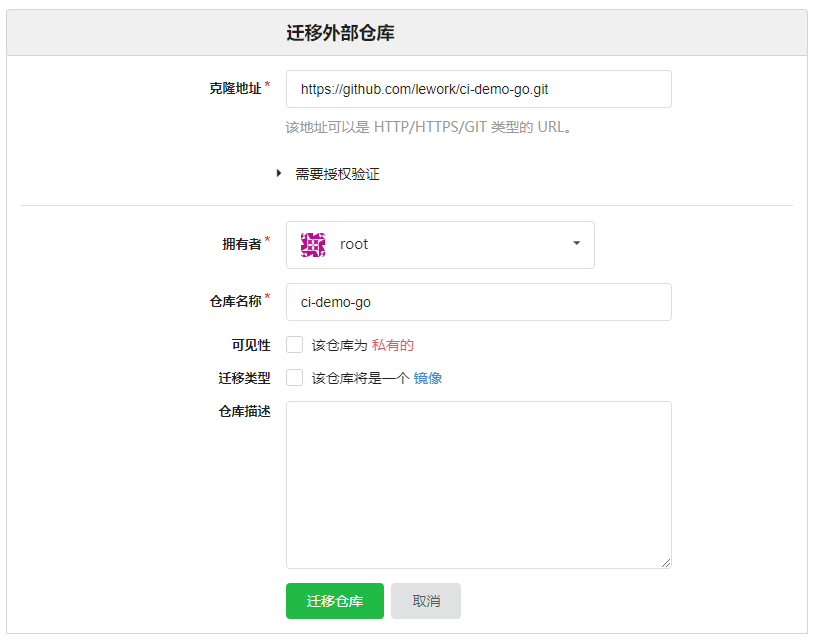 迁移外部仓库
克隆地址*
https://github.com/lework/ci-demo-go.git
该地址可以是 HTTP/HTTPS/GIT 类型的 URL。
需要授权验证
拥有者*
root
仓库名称*
ci-demo-go
可见性 该仓库为 私有的
迁移类型 该仓库将是一个 镜像
仓库描述
迁移仓库 取消